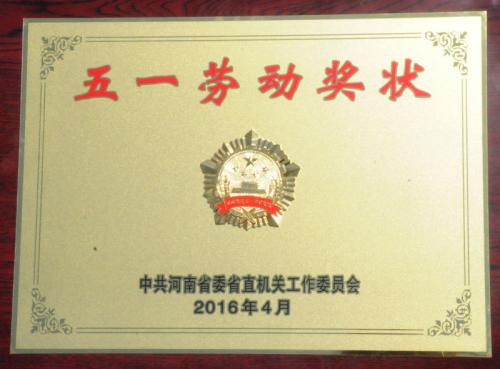 五一劳动奖状
中共河南省委省直机关工作委员会
2016年4月